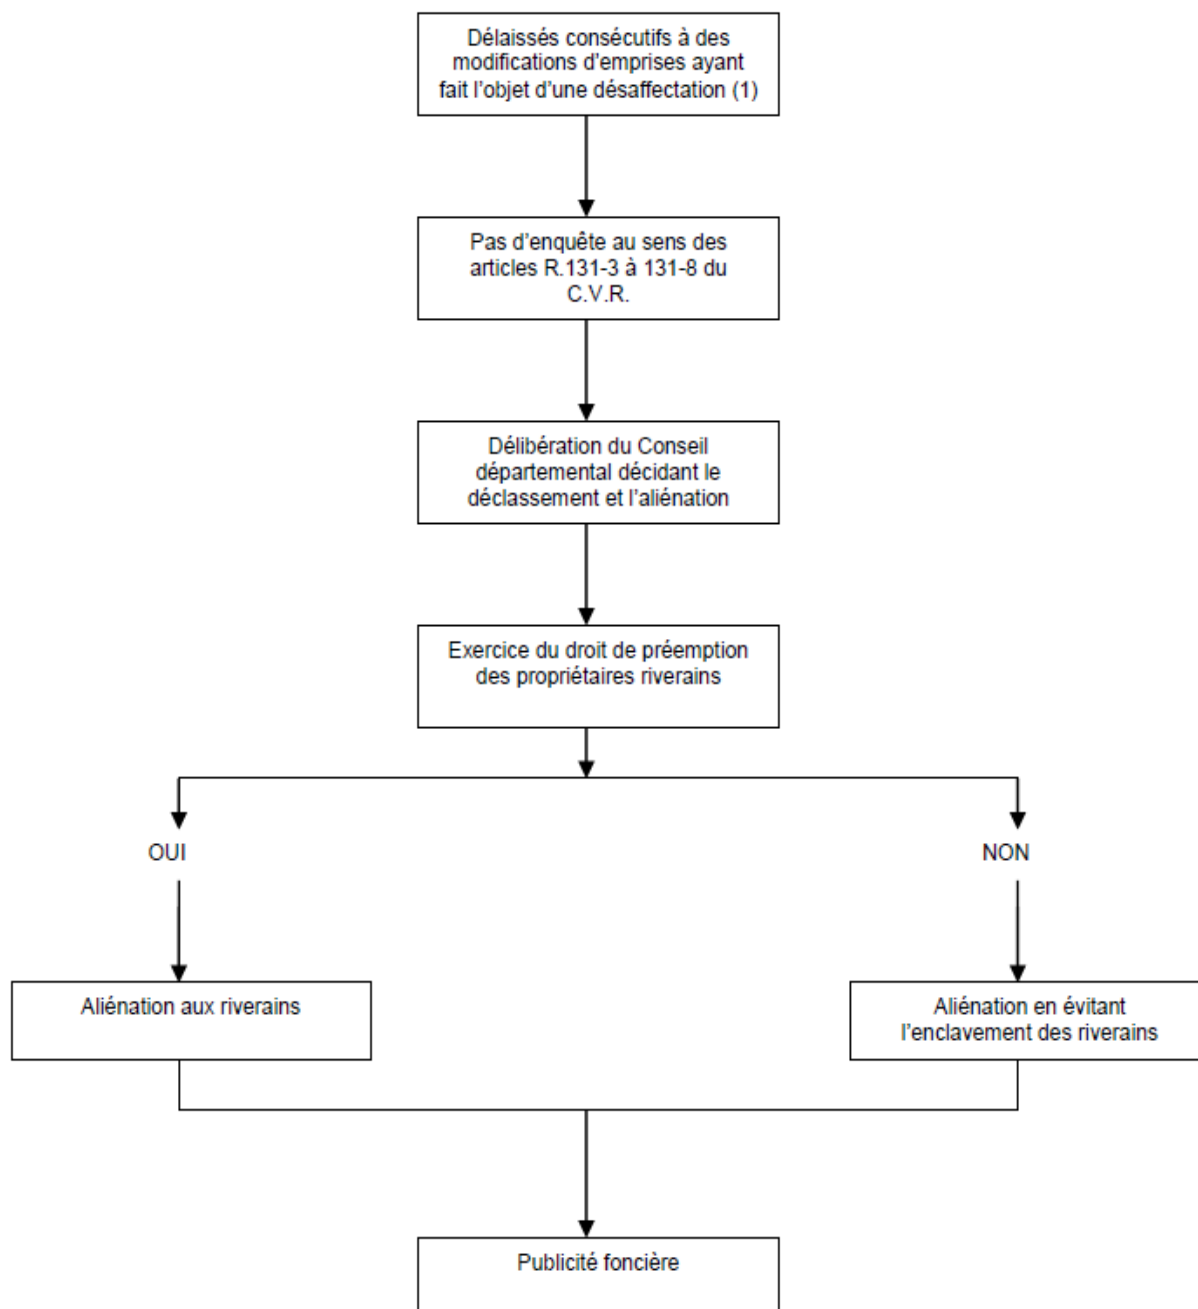 Délaissés consécutifs à des
modifications d'emprises ayant
fait l'objet d'une désaffectation (1)
Pas d'enquête au sens des
articles R.131-3 à 131-8 du
C.V.R.
Délibération du Conseil
départemental décidant le
déclassement et l'aliénation
Exercice du droit de préemption
des propriétaires riverains
OUI
NON
Aliénation aux riverains
Aliénation en évitant
l'enclavement des riverains
Publicité foncière